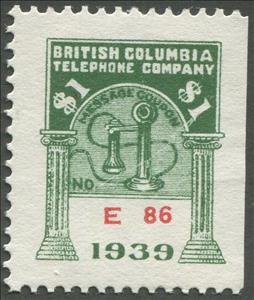 BRITISH COLUMBIA
TELEPHONE COMPANY
$1 $1
MESSAGE COUPON
NO
E 86
1939